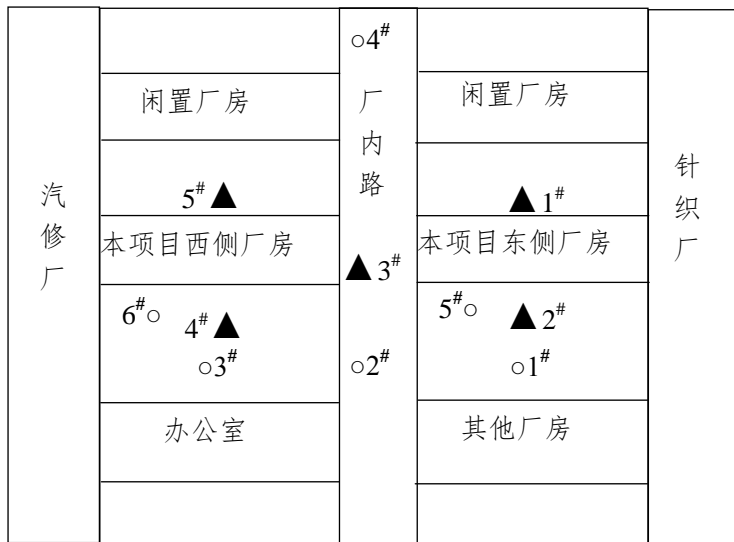 ○4#
闲置厂房
厂内路
闲置厂房
汽修厂
针织厂
5#▲
▲1#
本项目西侧厂房
本项目东侧厂房
▲3#
6#○
4#▲
5#○
▲2#
○3#
○2#
○1#
办公室
其他厂房